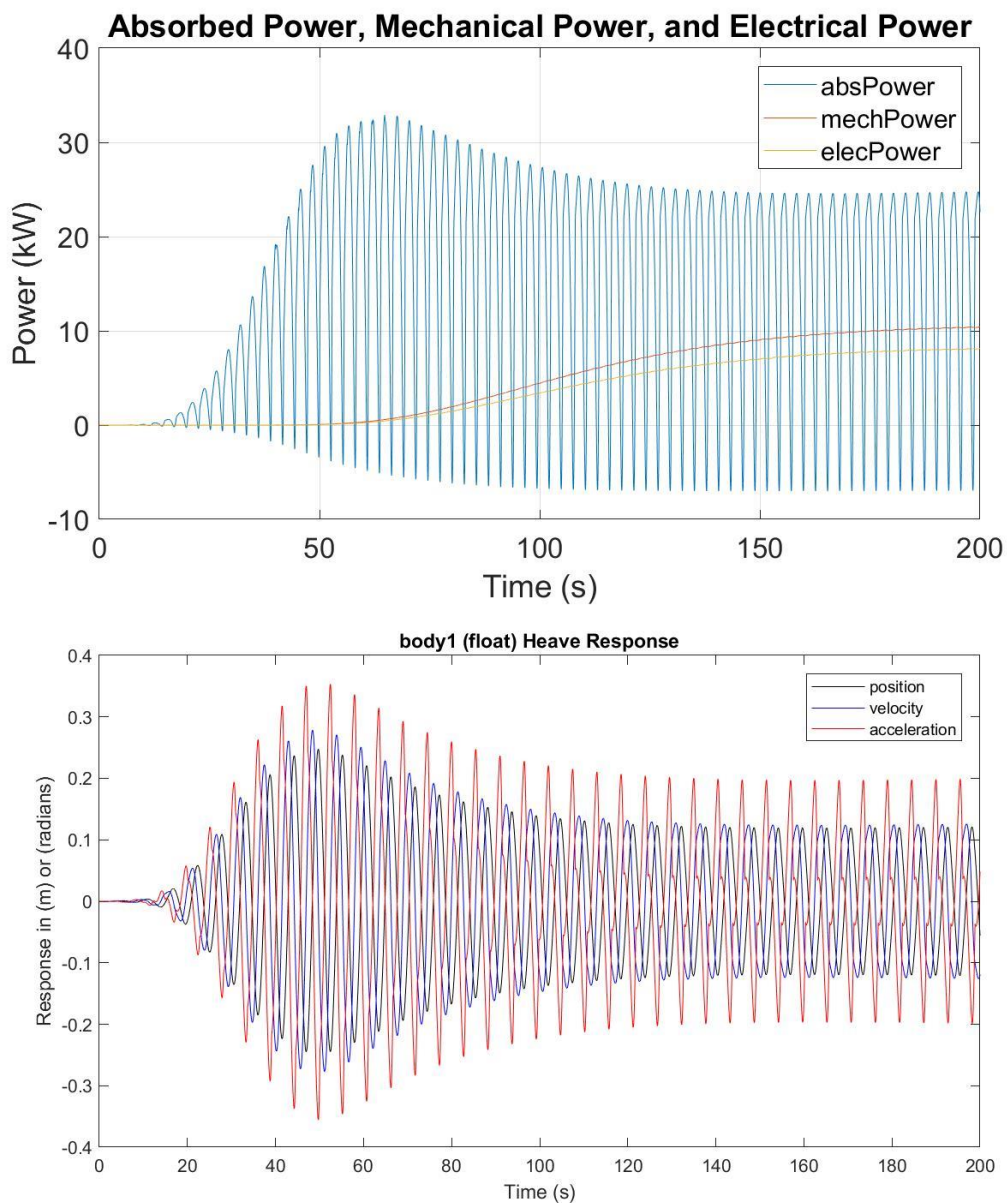 Absorbed Power, Mechanical Power, and Electrical Power
40
30
20
10
0
-10
Power (kW)
absPower
mechPower
elecPower
0 50 100 150 200
Time (s)
body1 (float) Heave Response
0.4
0.3
0.2
0.1
0
-0.1
-0.2
-0.3
-0.4
Response in (m) or (radians)
position
velocity
acceleration
0 20 40 60 80 100 120 140 160 180 200
Time (s)